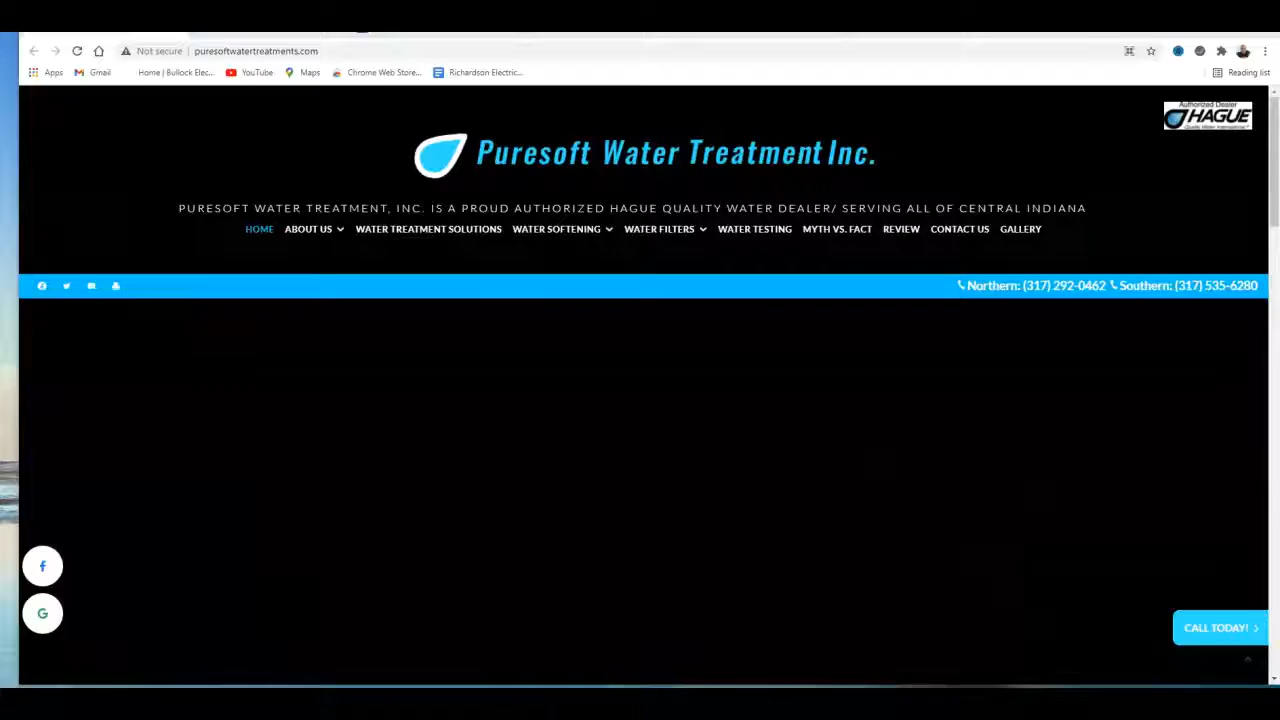 Not secure | puresoftwatertreatments.com
Apps Gmail Home | Bullock Elec... YouTube Maps Chrome Web Store... Richardson Electric... Reading list
Authorized Dealer
HAGUE
Quality Water International
Puresoft Water Treatment Inc.
PURESOFT WATER TREATMENT, INC. IS A PROUD AUTHORIZED HAGUE QUALITY WATER DEALER/ SERVING ALL OF CENTRAL INDIANA
HOME ABOUT US WATER TREATMENT SOLUTIONS WATER SOFTENING WATER FILTERS WATER TESTING MYTH VS. FACT REVIEW CONTACT US GALLERY
Northern: (317) 292-0462 Southern: (317) 535-6280
CALL TODAY!